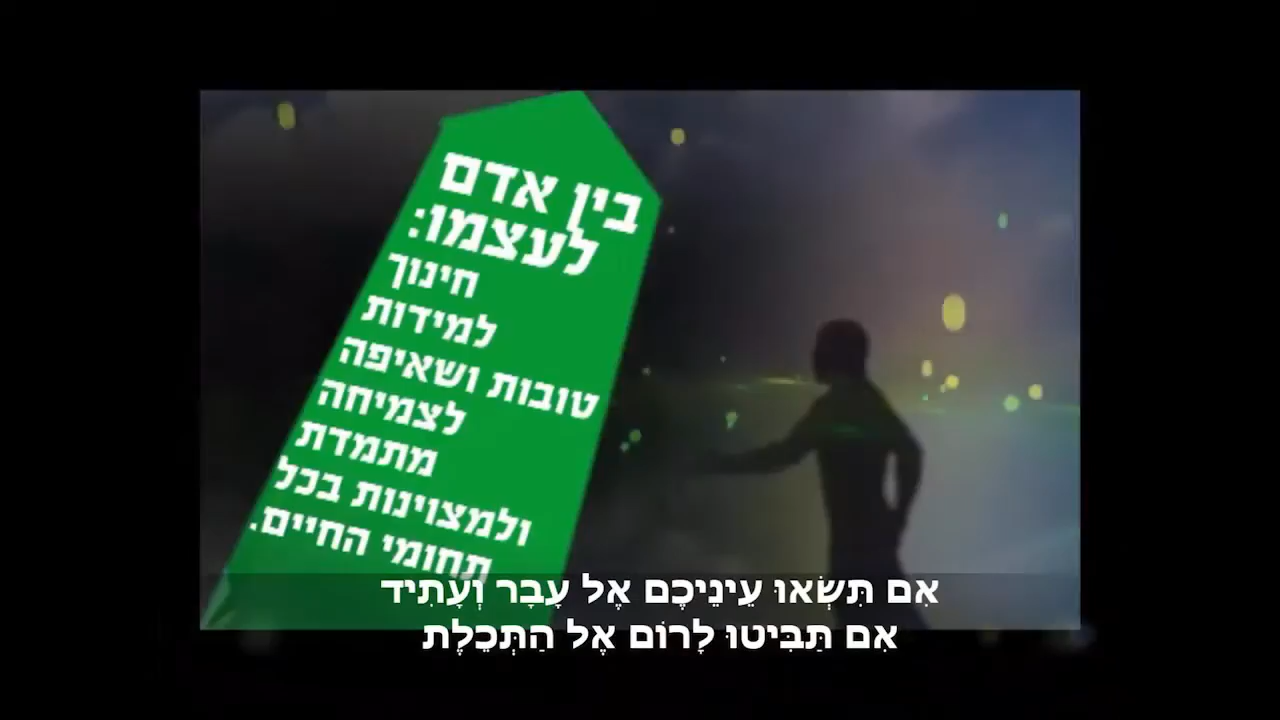 בין אדם
לעצמו:
חינוך
למידות
טובות ושאיפה
לצמיחה
מתמדת
ולמצוינות בכל
תחומי החיים.
אִם תִּשְׂאוּ עֵינֵיכֶם אֶל עָבָר וְעָתִיד
אִם תַּבִּיטוּ לָרוֹם אֶל הַתְּכֵלֶת